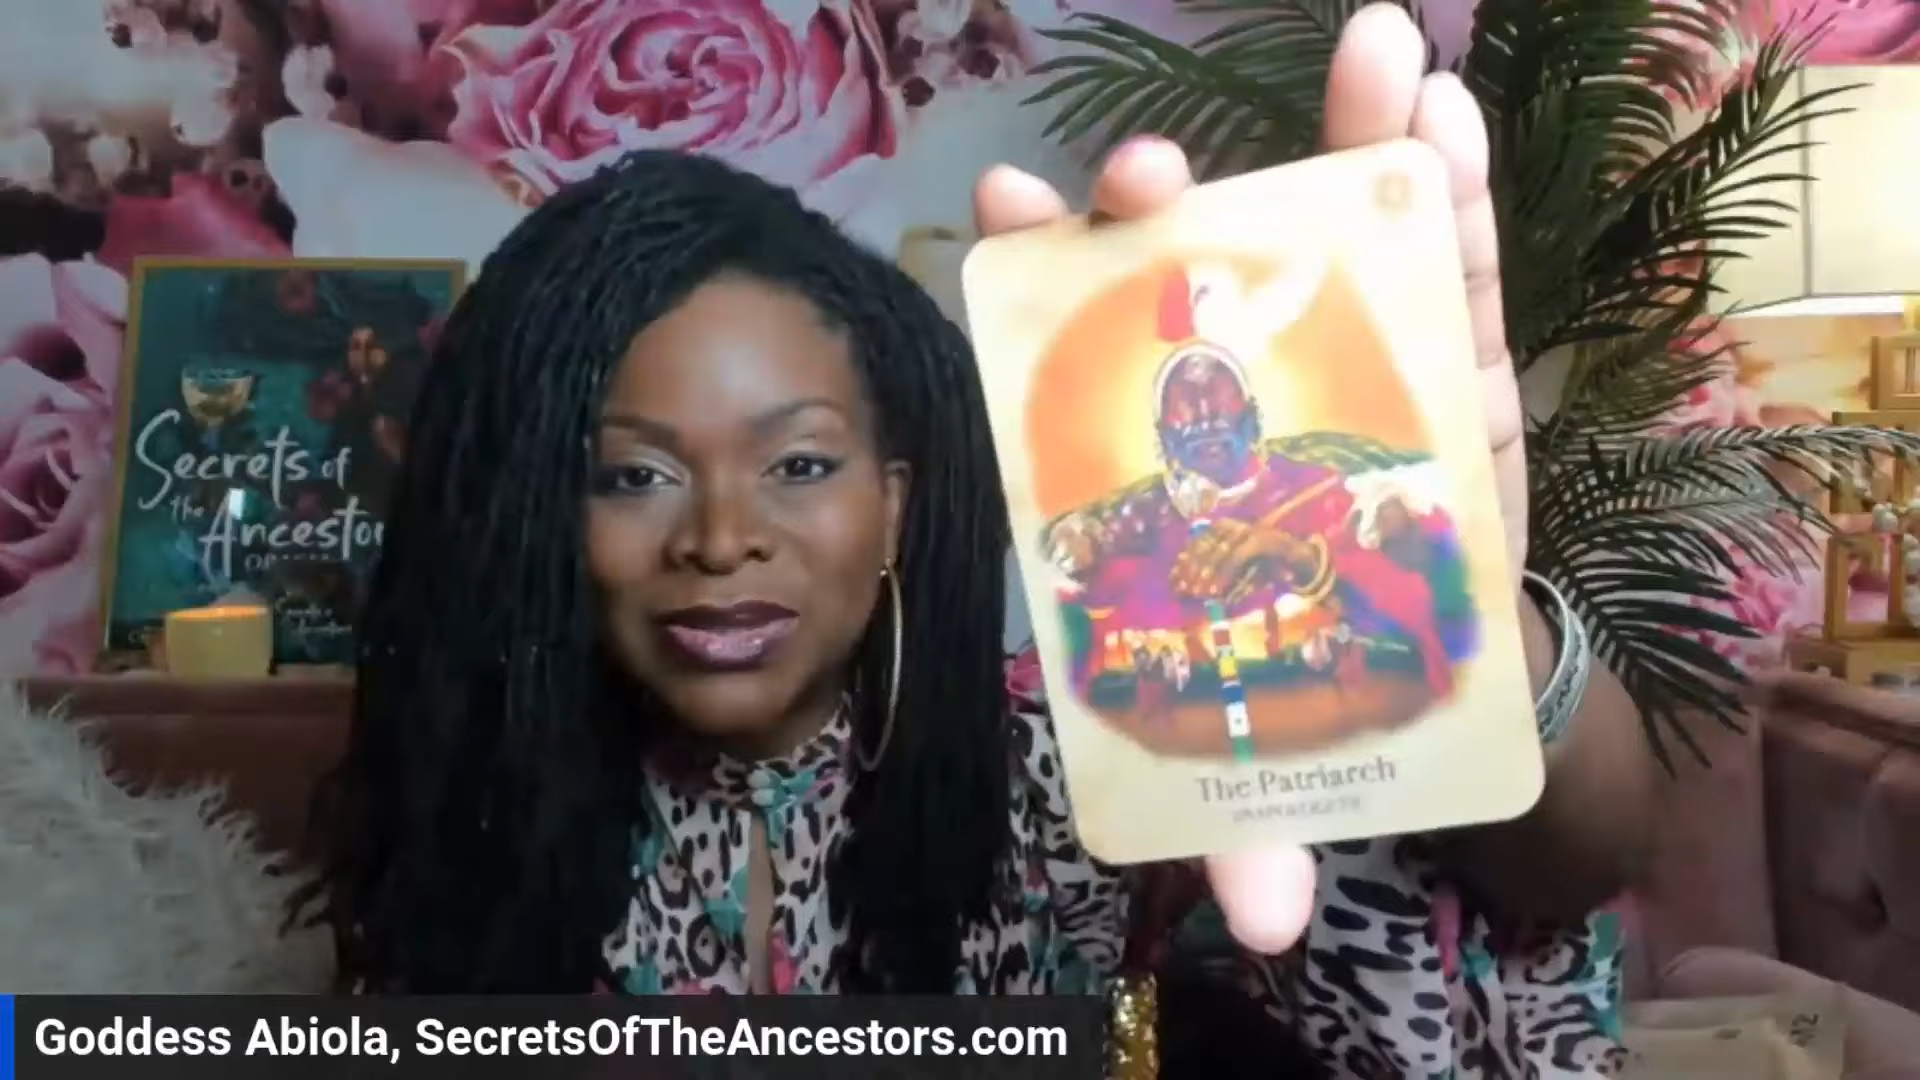 Secrets of
the Ancestor
The Patriarch
Goddess Abiola, SecretsOfTheAncestors.com